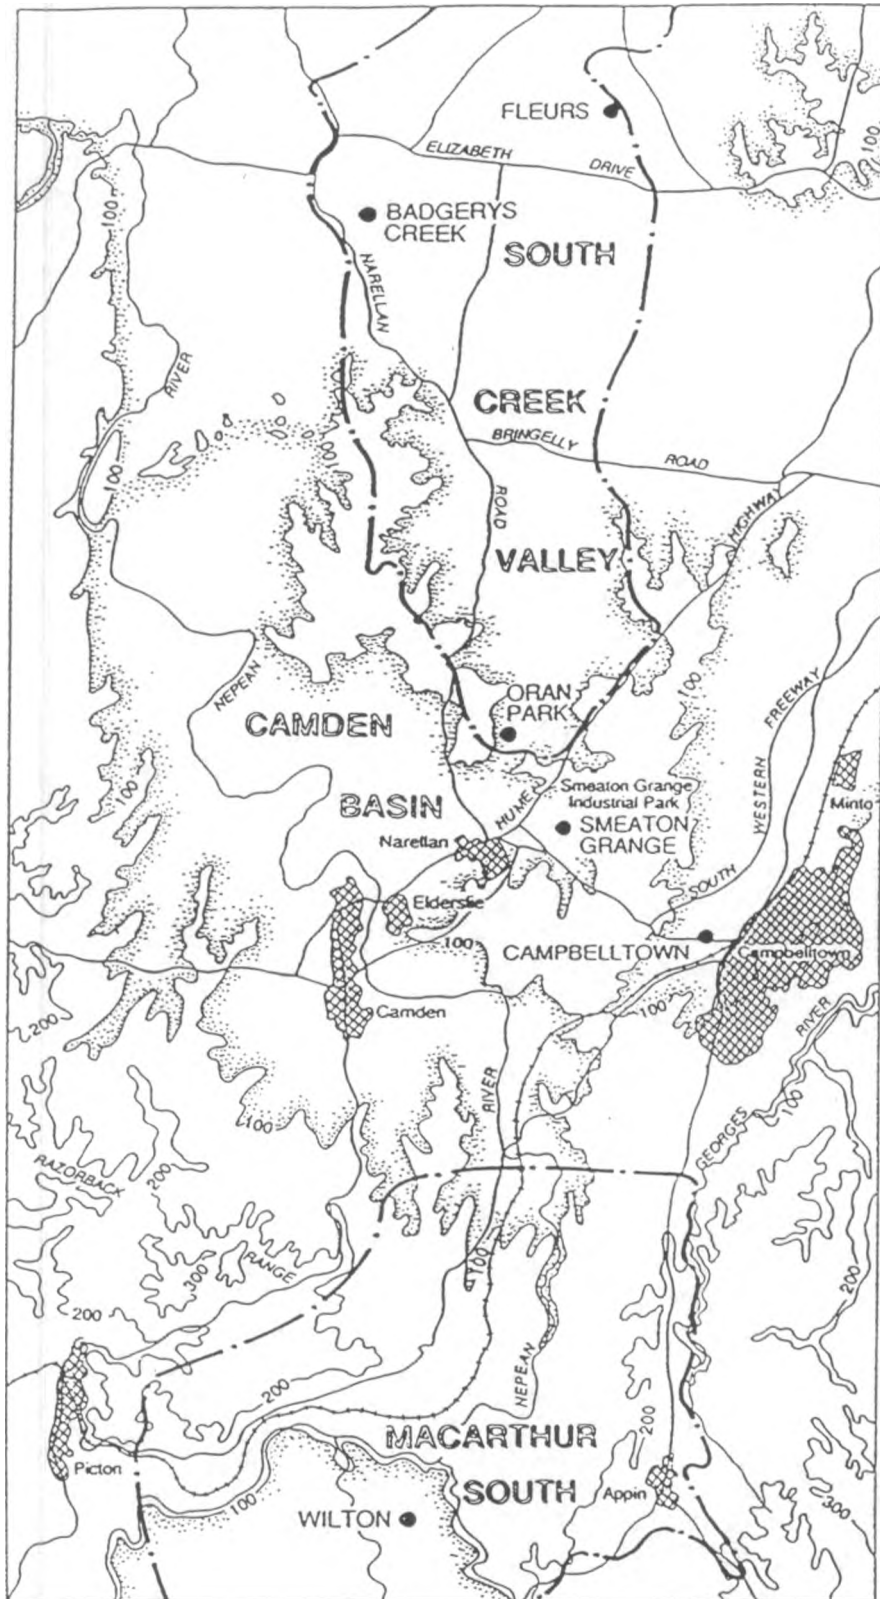 FLEURS
100
ELIZABETH
DRIVE
BADGERYS
CREEK
100
SOUTH
NARELLAN
RIVER
CREEK
BRINGELLY
ROAD
100
ROAD
HIGHWAY
VALLEY
NEPEAN
100
ORAN
PARK
FREEWAY
CAMDEN
100
WESTERN
Smeaton Grange
Industrial Park
Minto
BASIN
HUME
SMEATON
GRANGE
Narellan
SOUTH
Elderslie
100
CAMPBELLTOWN
Campbelltown
200
100
RIVER
Camden
RIVER
100
100
GEORGES
RAZORBACK
200
RANGE
300
100
200
200
200
NEPEAN
200
200
MACARTHUR
Picton
SOUTH
Appin
300
100
WILTON